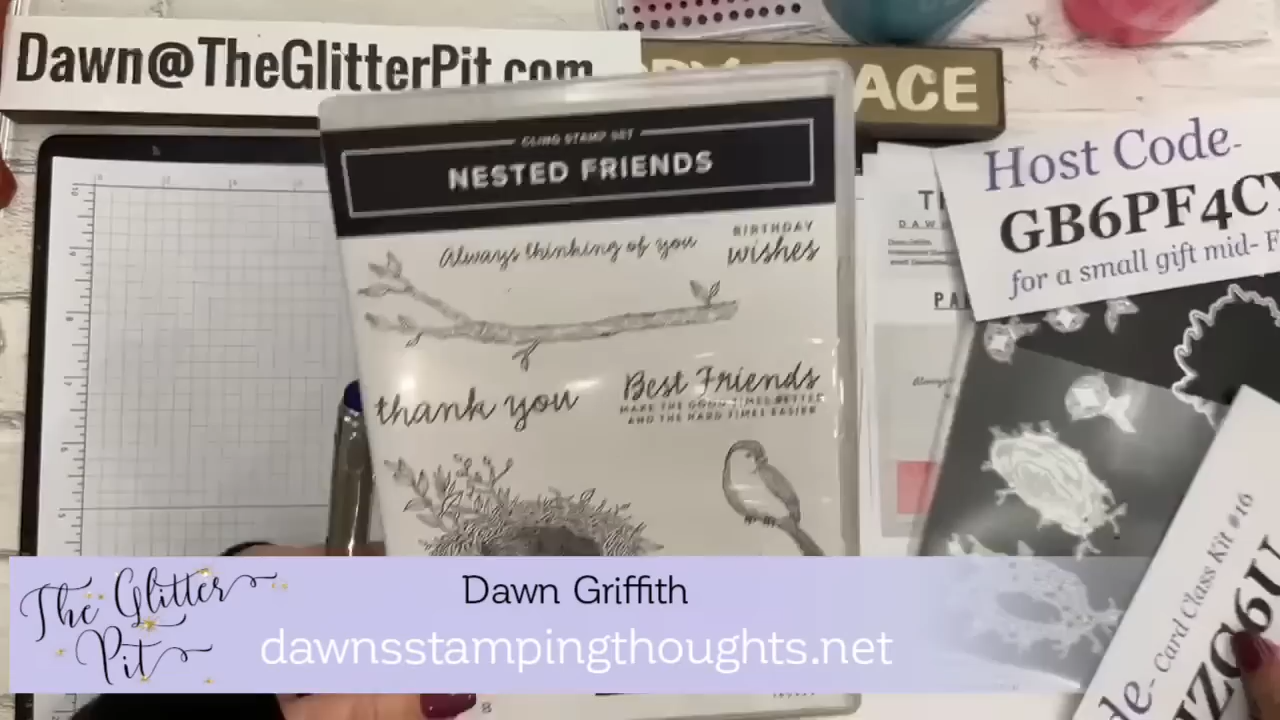 Dawn@TheGlitterPit.com
ACE
CLING STAMP SET
NESTED FRIENDS
Always thinking of you
BIRTHDAY
wishes
thank you
Best Friends
MAKE THE GOOD TIMES BETTER
AND THE HARD TIMES EASIER
Host Code-
GB6PF4CY
for a small gift mid- F
Card Class Kit #16
de-
The Glitter
Pit
Dawn Griffith
dawnsstampingthoughts.net
8